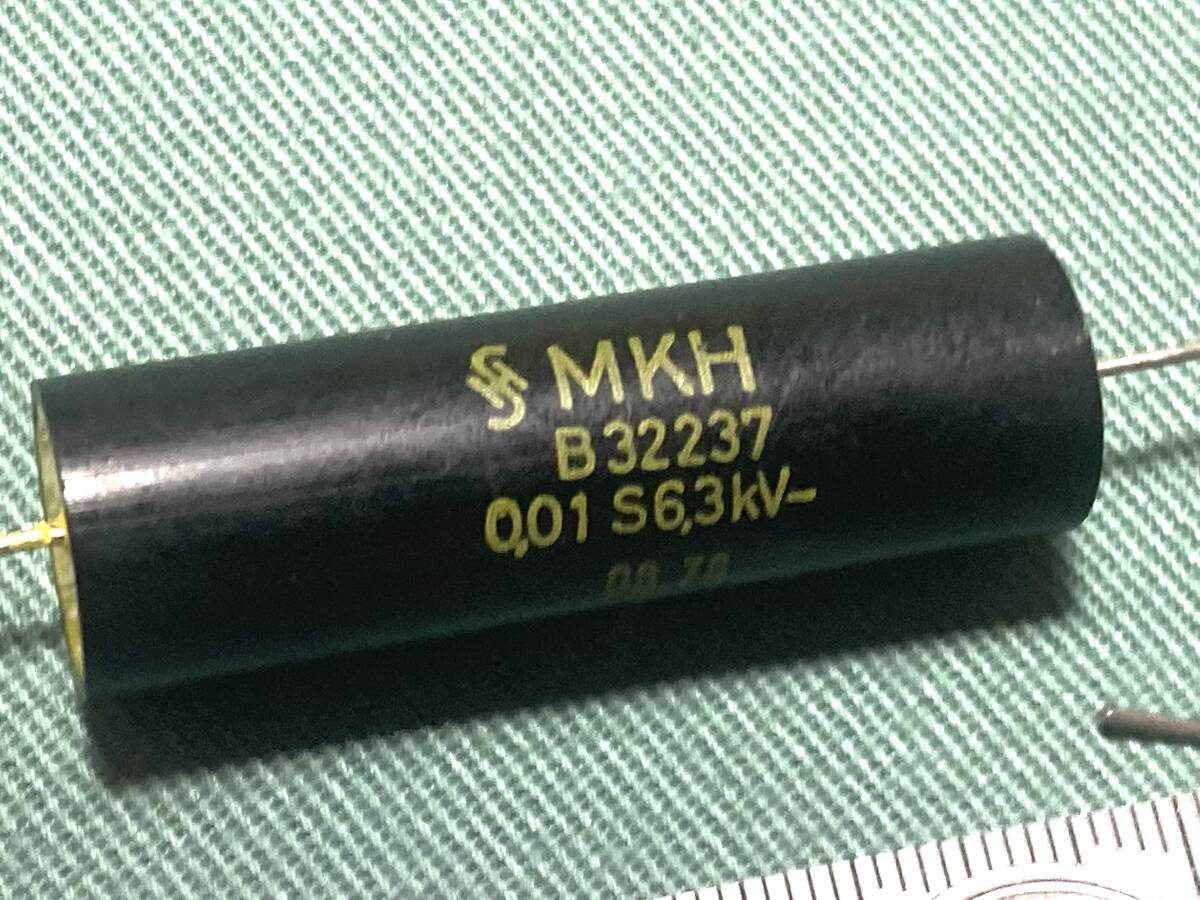 MKH
B32237
0,01 S6,3kV-